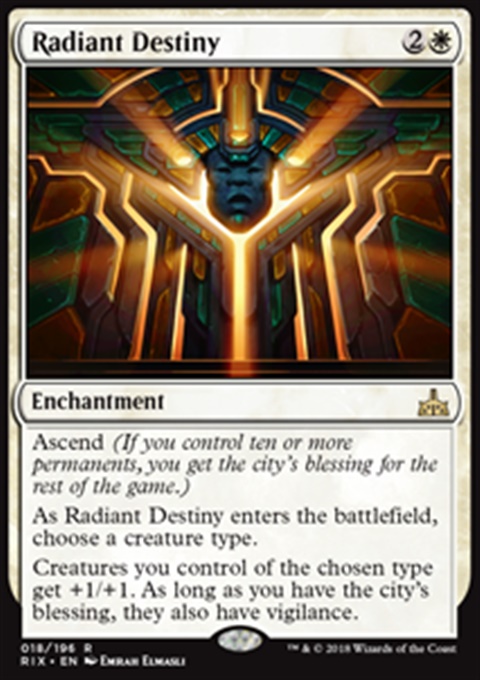 Radiant Destiny 2
Enchantment
Ascend (If you control ten or more
permanents, you get the city's blessing for the
rest of the game.)
As Radiant Destiny enters the battlefield,
choose a creature type.
Creatures you control of the chosen type
get +1/+1. As long as you have the city's
blessing, they also have vigilance.
018/196 R
RIX • EN Emrah Elmasli
™ & © 2018 Wizards of the Coast